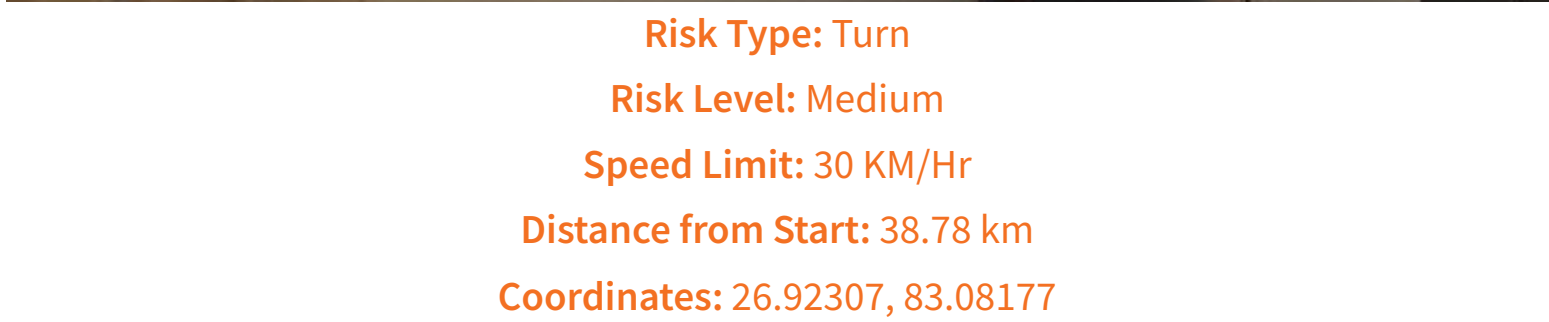 Risk Type: Turn
Risk Level: Medium
Speed Limit: 30 KM/Hr
Distance from Start: 38.78 km
Coordinates: 26.92307, 83.08177